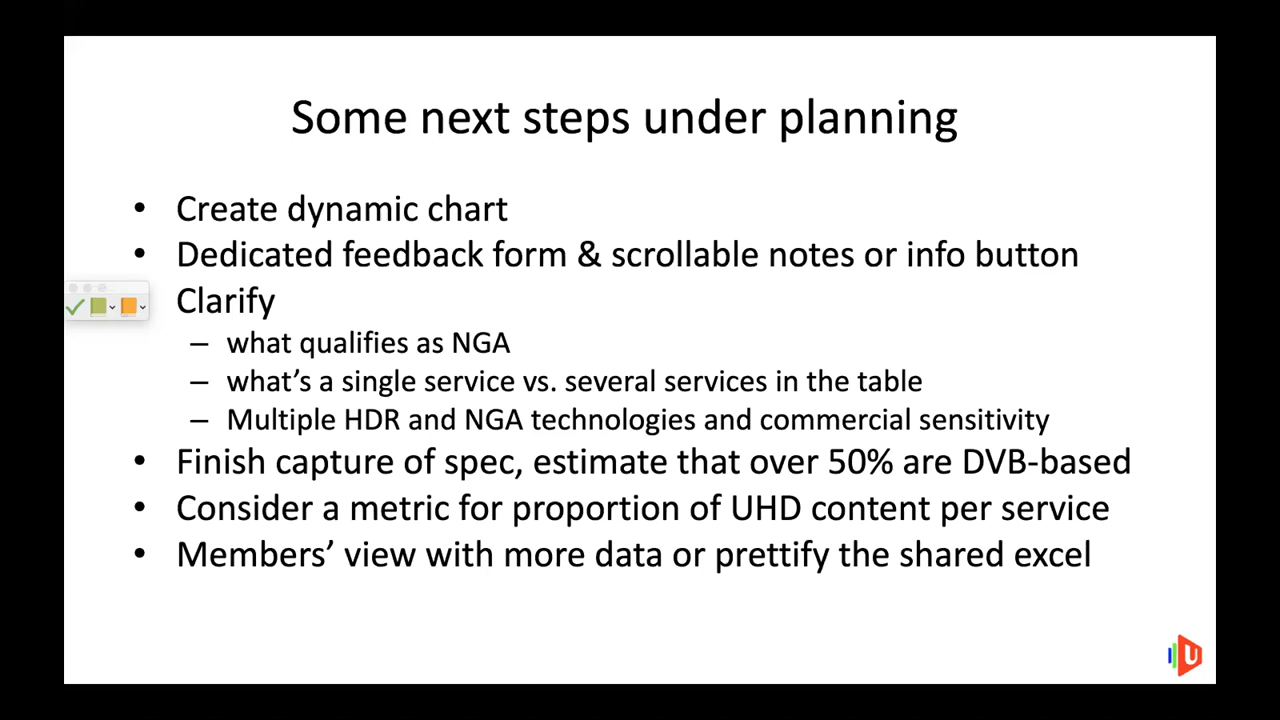 Some next steps under planning
• Create dynamic chart
• Dedicated feedback form & scrollable notes or info button
Clarify
– what qualifies as NGA
– what’s a single service vs. several services in the table
– Multiple HDR and NGA technologies and commercial sensitivity
• Finish capture of spec, estimate that over 50% are DVB-based
• Consider a metric for proportion of UHD content per service
• Members’ view with more data or prettify the shared excel
U